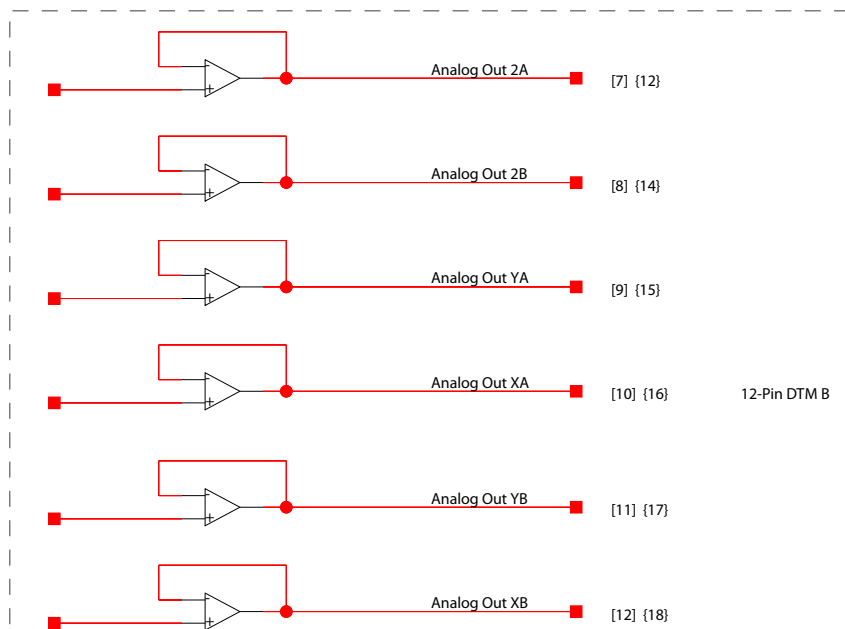 Analog Out 2A [7] {12}
Analog Out 2B [8] {14}
Analog Out YA [9] {15}
Analog Out XA [10] {16} 12-Pin DTM B
Analog Out YB [11] {17}
Analog Out XB [12] {18}